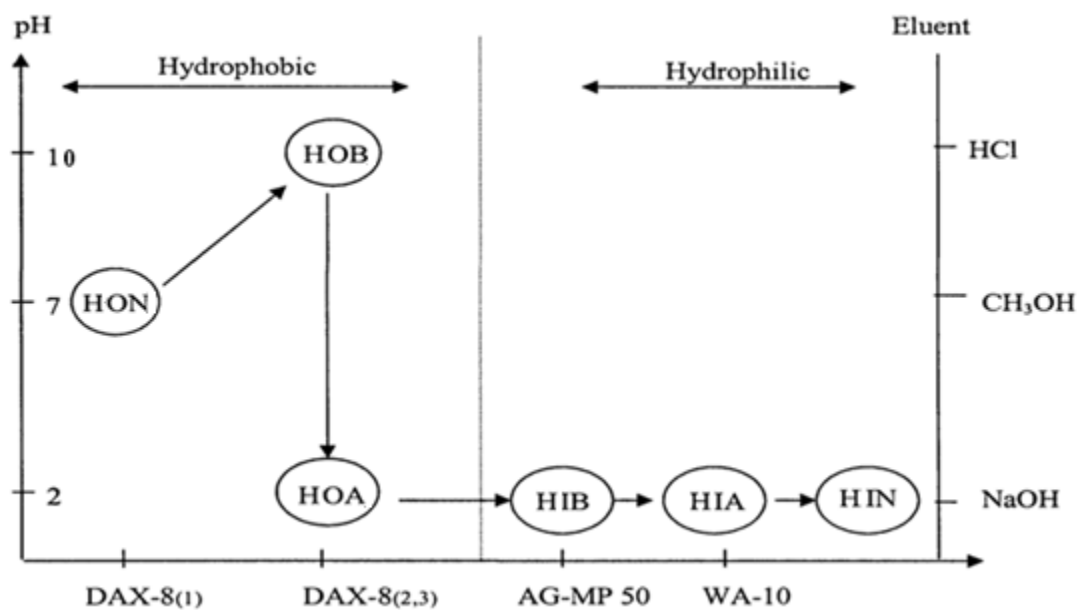 pH
Eluent
Hydrophobic
Hydrophilic
10
HOB
HCl
7
HON
CH₃OH
2
HOA
HIB
HIA
HIN
NaOH
DAX-8(1)
DAX-8(2,3)
AG-MP 50
WA-10